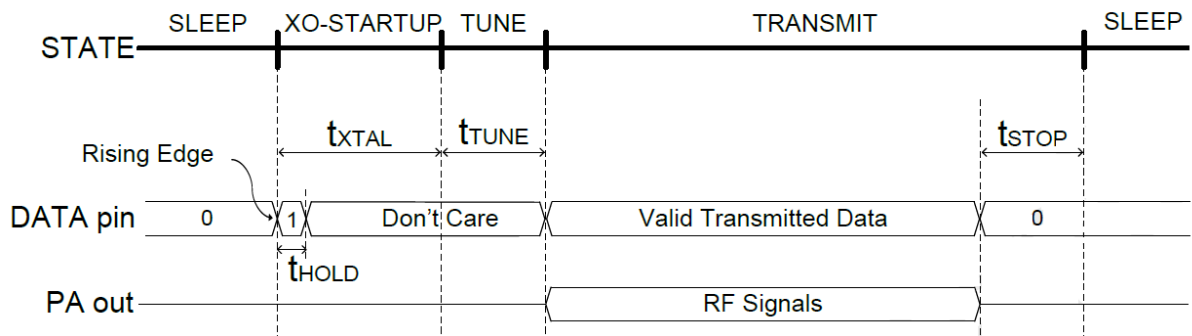 SLEEP XO-STARTUP TUNE TRANSMIT SLEEP
STATE
tXTAL tTUNE tSTOP
Rising Edge
DATA pin 0 1 Don't Care Valid Transmitted Data 0
tHOLD
PA out RF Signals